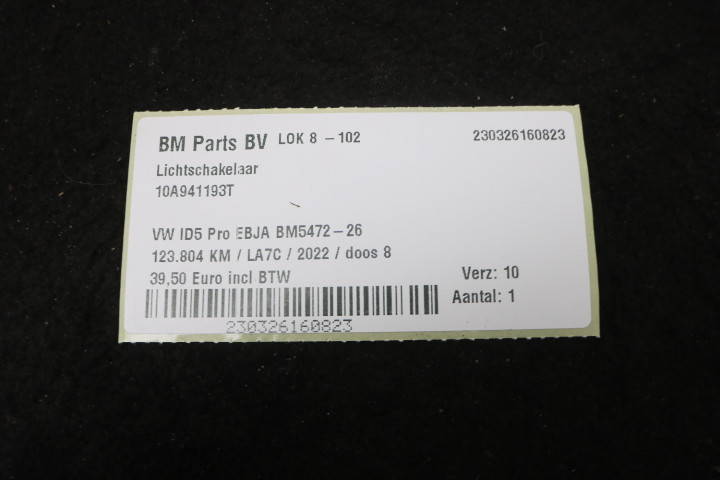 BM Parts BV LOK 8 - 102 230326160823
Lichtschakelaar
10A941193T
VW ID5 Pro EBJA BM5472-26
123.804 KM / LA7C / 2022 / doos 8
39,50 Euro incl BTW Verz: 10
Aantal: 1
230326160823